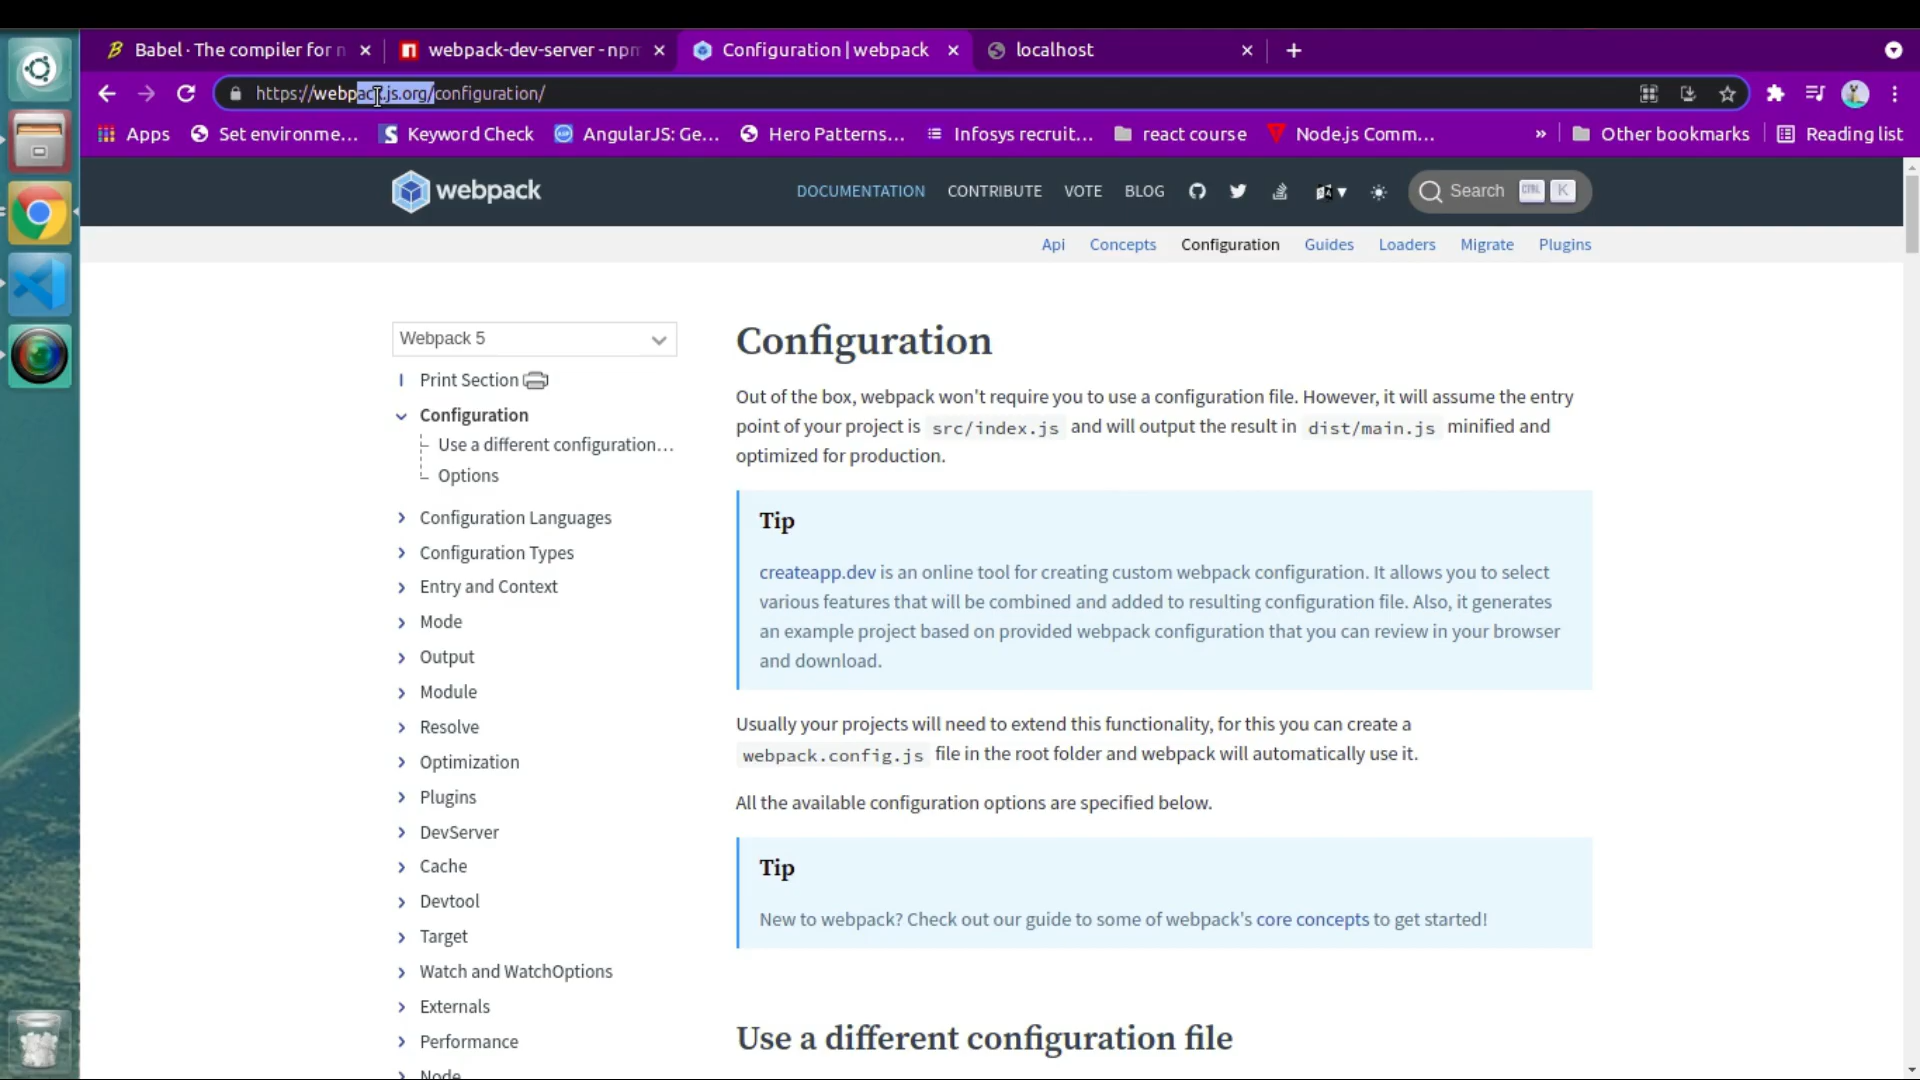 Babel · The compiler for n
webpack-dev-server - npm
Configuration | webpack
localhost
https://webpack.js.org/configuration/
Apps
Set environme...
Keyword Check
AngularJS: Ge...
Hero Patterns...
Infosys recruit...
react course
Node.js Comm...
»
Other bookmarks
Reading list
webpack
DOCUMENTATION
CONTRIBUTE
VOTE
BLOG
Search
CTRL
K
Api
Concepts
Configuration
Guides
Loaders
Migrate
Plugins
Webpack 5
Print Section
Configuration
Use a different configuration...
Options
Configuration Languages
Configuration Types
Entry and Context
Mode
Output
Module
Resolve
Optimization
Plugins
DevServer
Cache
Devtool
Target
Watch and WatchOptions
Externals
Performance
Node
Configuration
Out of the box, webpack won't require you to use a configuration file. However, it will assume the entry
point of your project is src/index.js and will output the result in dist/main.js minified and
optimized for production.
Tip
createapp.dev is an online tool for creating custom webpack configuration. It allows you to select
various features that will be combined and added to resulting configuration file. Also, it generates
an example project based on provided webpack configuration that you can review in your browser
and download.
Usually your projects will need to extend this functionality, for this you can create a
webpack.config.js file in the root folder and webpack will automatically use it.
All the available configuration options are specified below.
Tip
New to webpack? Check out our guide to some of webpack's core concepts to get started!
Use a different configuration file